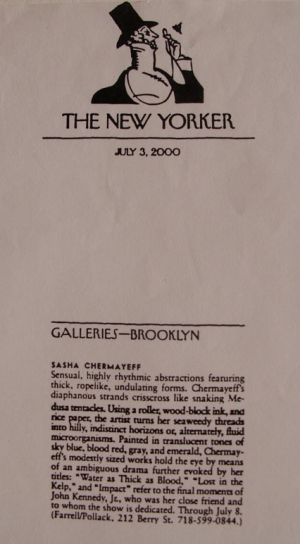 THE NEW YORKER
JULY 3, 2000
GALLERIES—BROOKLYN
SASHA CHERMAYEFF
Sensual, highly rhythmic abstractions featuring
thick, ropelike, undulating forms. Chermayeff's
diaphanous strands crisscross like snaking Me-
dusa tentacles. Using a roller, wood-block ink, and
rice paper, the artist turns her seaweedy threads
into hilly, indistinct horizons or, alternately, fluid
microorganisms. Painted in translucent tones of
sky blue, blood red, gray, and emerald, Chermay-
eff's modestly sized works hold the eye by means
of an ambiguous drama further evoked by her
titles: "Water as Thick as Blood," "Lost in the
Kelp," and "Impact" refer to the final moments of
John Kennedy, Jr., who was her close friend and
to whom the show is dedicated. Through July 8.
(Farrell/Pollack, 212 Berry St. 718-599-0844.)